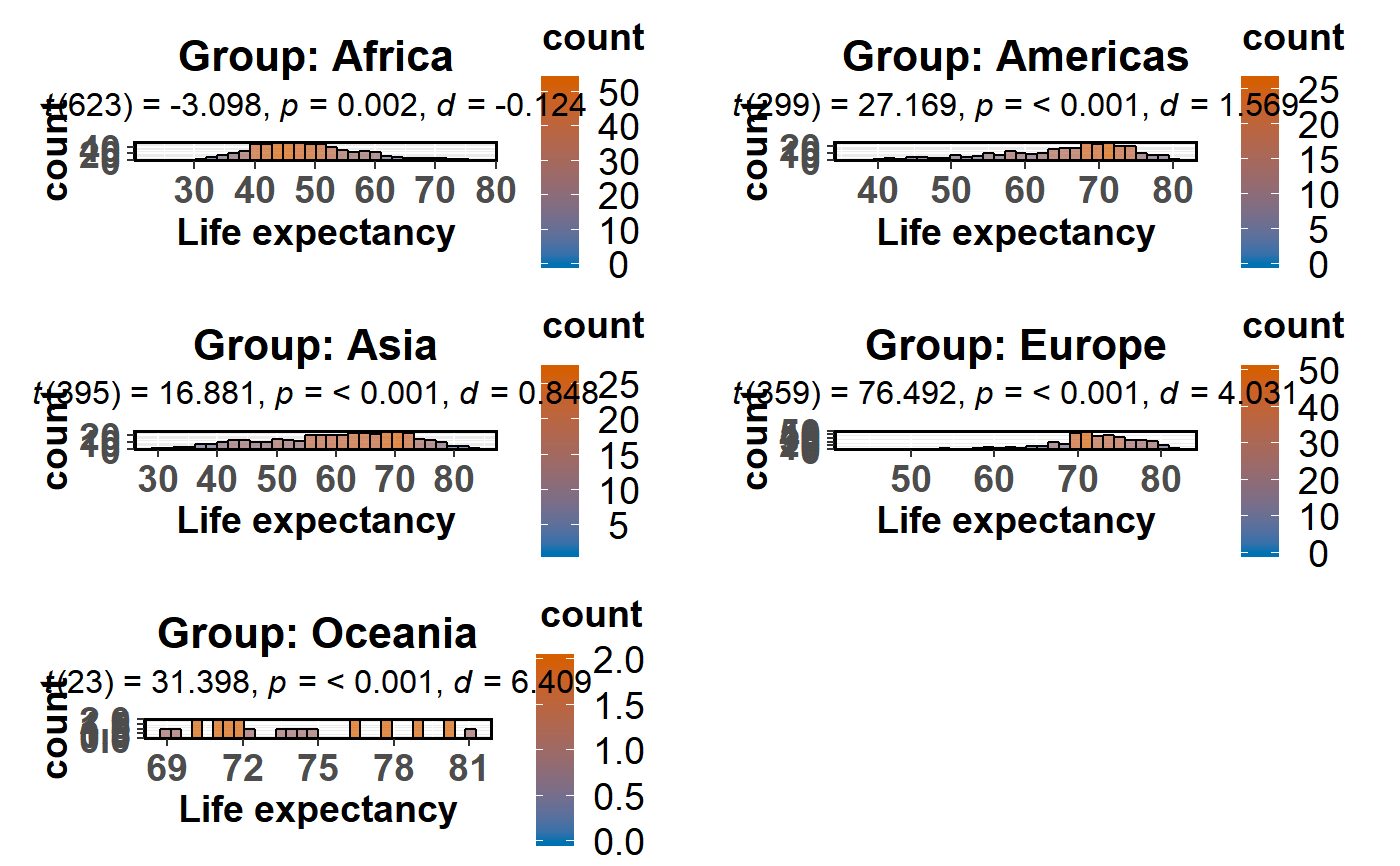 Group: Africa
t(623) = -3.098, p = 0.002, d = -0.124
count
30 40 50 60 70 80
Life expectancy
count
50
40
30
20
10
0
Group: Americas
t(299) = 27.169, p = < 0.001, d = 1.569
count
40 50 60 70 80
Life expectancy
count
25
20
15
10
5
0
Group: Asia
t(395) = 16.881, p = < 0.001, d = 0.848
count
30 40 50 60 70 80
Life expectancy
count
25
20
15
10
5
Group: Europe
t(359) = 76.492, p = < 0.001, d = 4.031
count
50 60 70 80
Life expectancy
count
50
40
30
20
10
0
Group: Oceania
t(23) = 31.398, p = < 0.001, d = 6.409
count
69 72 75 78 81
Life expectancy
count
2.0
1.5
1.0
0.5
0.0